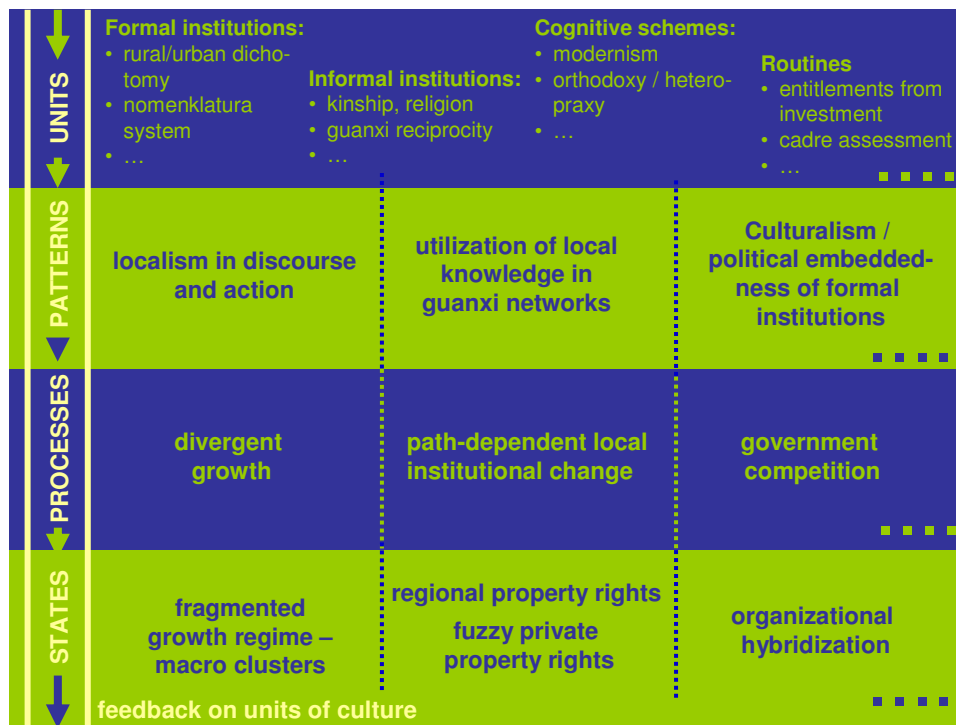 UNITS
Formal institutions:
• rural/urban dicho-
tomy
• nomenklatura
system
• …
Informal institutions:
• kinship, religion
• guanxi reciprocity
• …
Cognitive schemes:
• modernism
• orthodoxy / hetero-
praxy
• …
Routines
• entitlements from
investment
• cadre assessment
• …
PATTERNS
localism in discourse
and action
utilization of local
knowledge in
guanxi networks
Culturalism /
political embedded-
ness of formal
institutions
PROCESSES
divergent
growth
path-dependent local
institutional change
government
competition
STATES
fragmented
growth regime –
macro clusters
regional property rights
fuzzy private
property rights
organizational
hybridization
feedback on units of culture